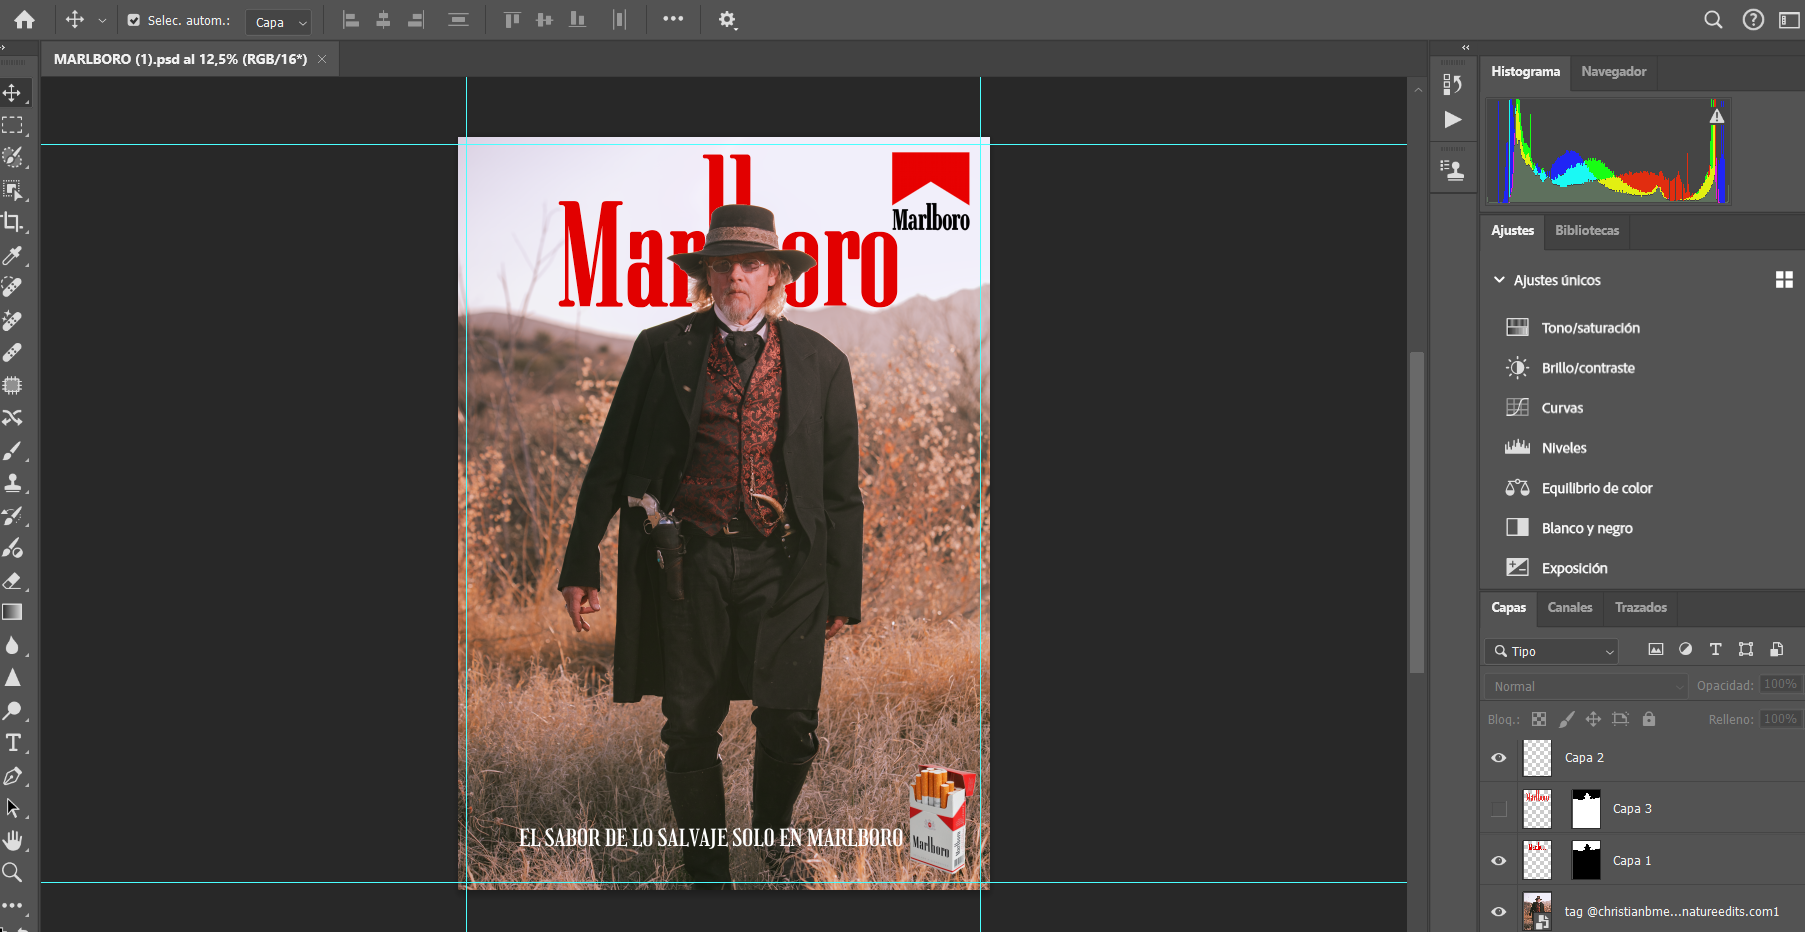 Selec. autom.:
Capa
MARLBORO (1).psd al 12,5% (RGB/16*)
Histograma
Navegador
Marlboro
Marlboro
Ajustes
Bibliotecas
Ajustes únicos
Tono/saturación
Brillo/contraste
Curvas
Niveles
Equilibrio de color
Blanco y negro
Exposición
Capas
Canales
Trazados
Tipo
Normal
Opacidad: 100%
Bloq.:
Relleno: 100%
Capa 2
Capa 3
Capa 1
tag @christianbme...natureedits.com1
EL SABOR DE LO SALVAJE SOLO EN MARLBORO
Marlboro